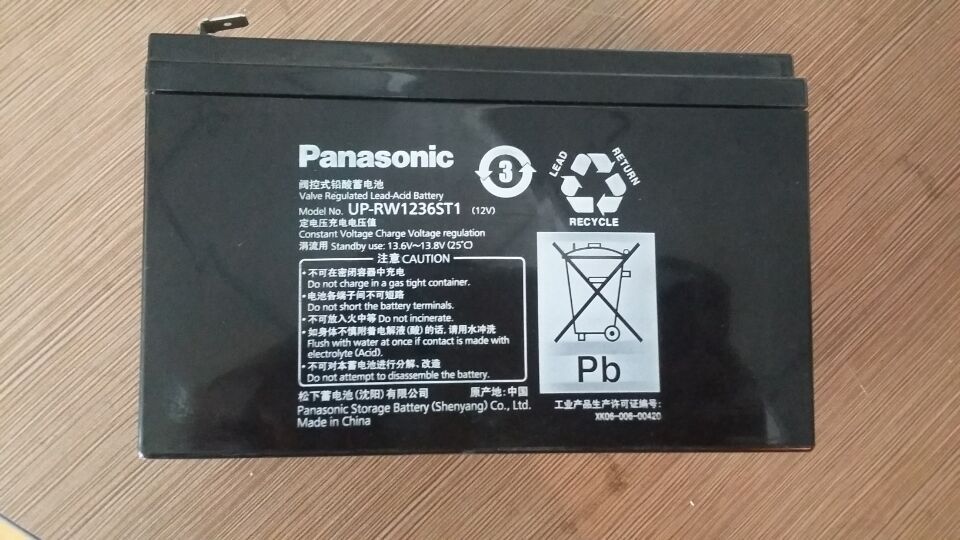 Panasonic
阀控式铅酸蓄电池
Valve Regulated Lead-Acid Battery
Model No. UP-RW1236ST1 (12V)
定电压充电电压值
Constant Voltage Charge Voltage regulation
涓流用 Standby use: 13.6V～13.8V (25℃)
注意 CAUTION
・不可在密闭容器中充电
Do not charge in a gas tight container.
・电池各端子间不可短路
Do not short the battery terminals.
・不可放入火中等 Do not incinerate.
・如身体不慎附着电解液(酸)的话, 请用水冲洗
Flush with water at once if contact is made with
electrolyte (Acid).
・不可对本蓄电池进行分解、改造
Do not attempt to disassemble the battery.
松下蓄电池(沈阳)有限公司 原产地: 中国
Panasonic Storage Battery (Shenyang) Co., Ltd.
Made in China
3
LEAD RETURN
RECYCLE
Pb
工业产品生产许可证编号:
XK06-006-00420